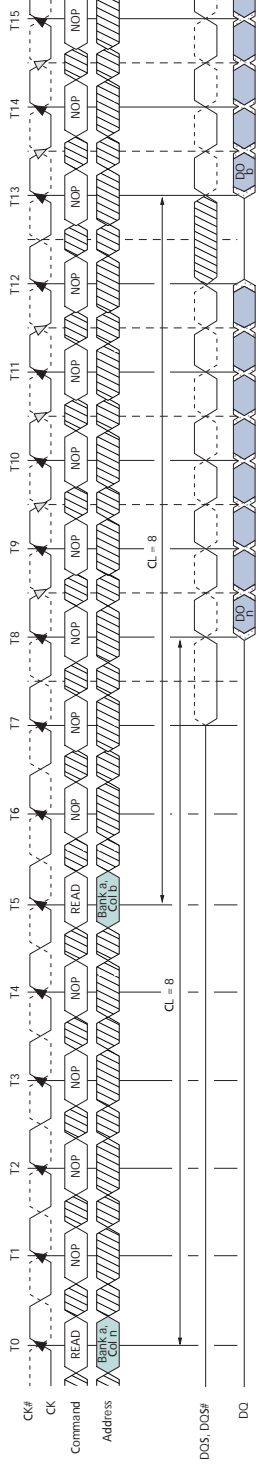 T0 T1 T2 T3 T4 T5 T6 T7 T8 T9 T10 T11 T12 T13 T14 T15
CK#
CK
Command READ NOP NOP NOP NOP READ NOP NOP NOP NOP NOP NOP NOP NOP NOP NOP
Address Bank a, Col n Bank a, Col b
CL = 8
CL = 8
DQS, DQS#
DQ DO n DO b